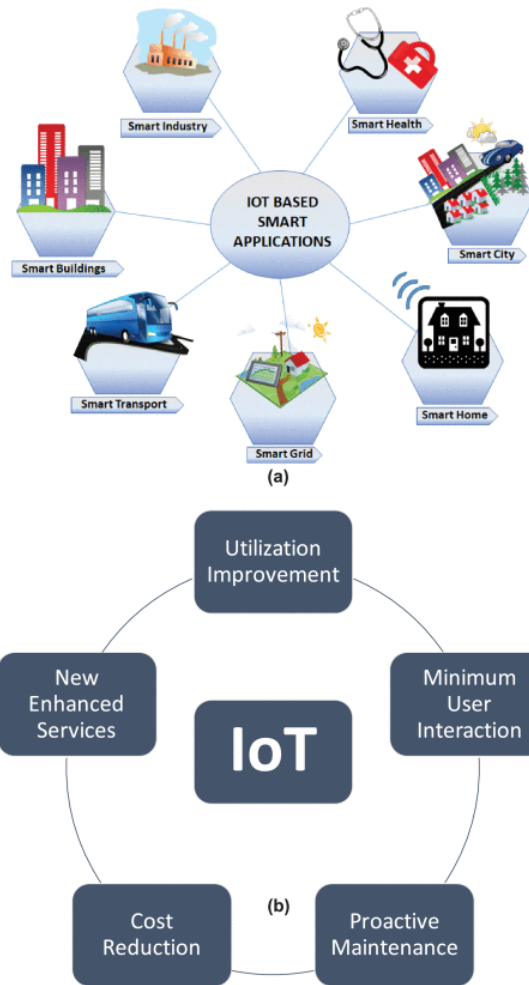 Smart Industry
Smart Health
IOT BASED
SMART
APPLICATIONS
Smart Buildings
Smart City
Smart Transport
Smart Home
Smart Grid
(a)
Utilization
Improvement
New
Enhanced
Services
IoT
Minimum
User
Interaction
Cost
Reduction
(b)
Proactive
Maintenance